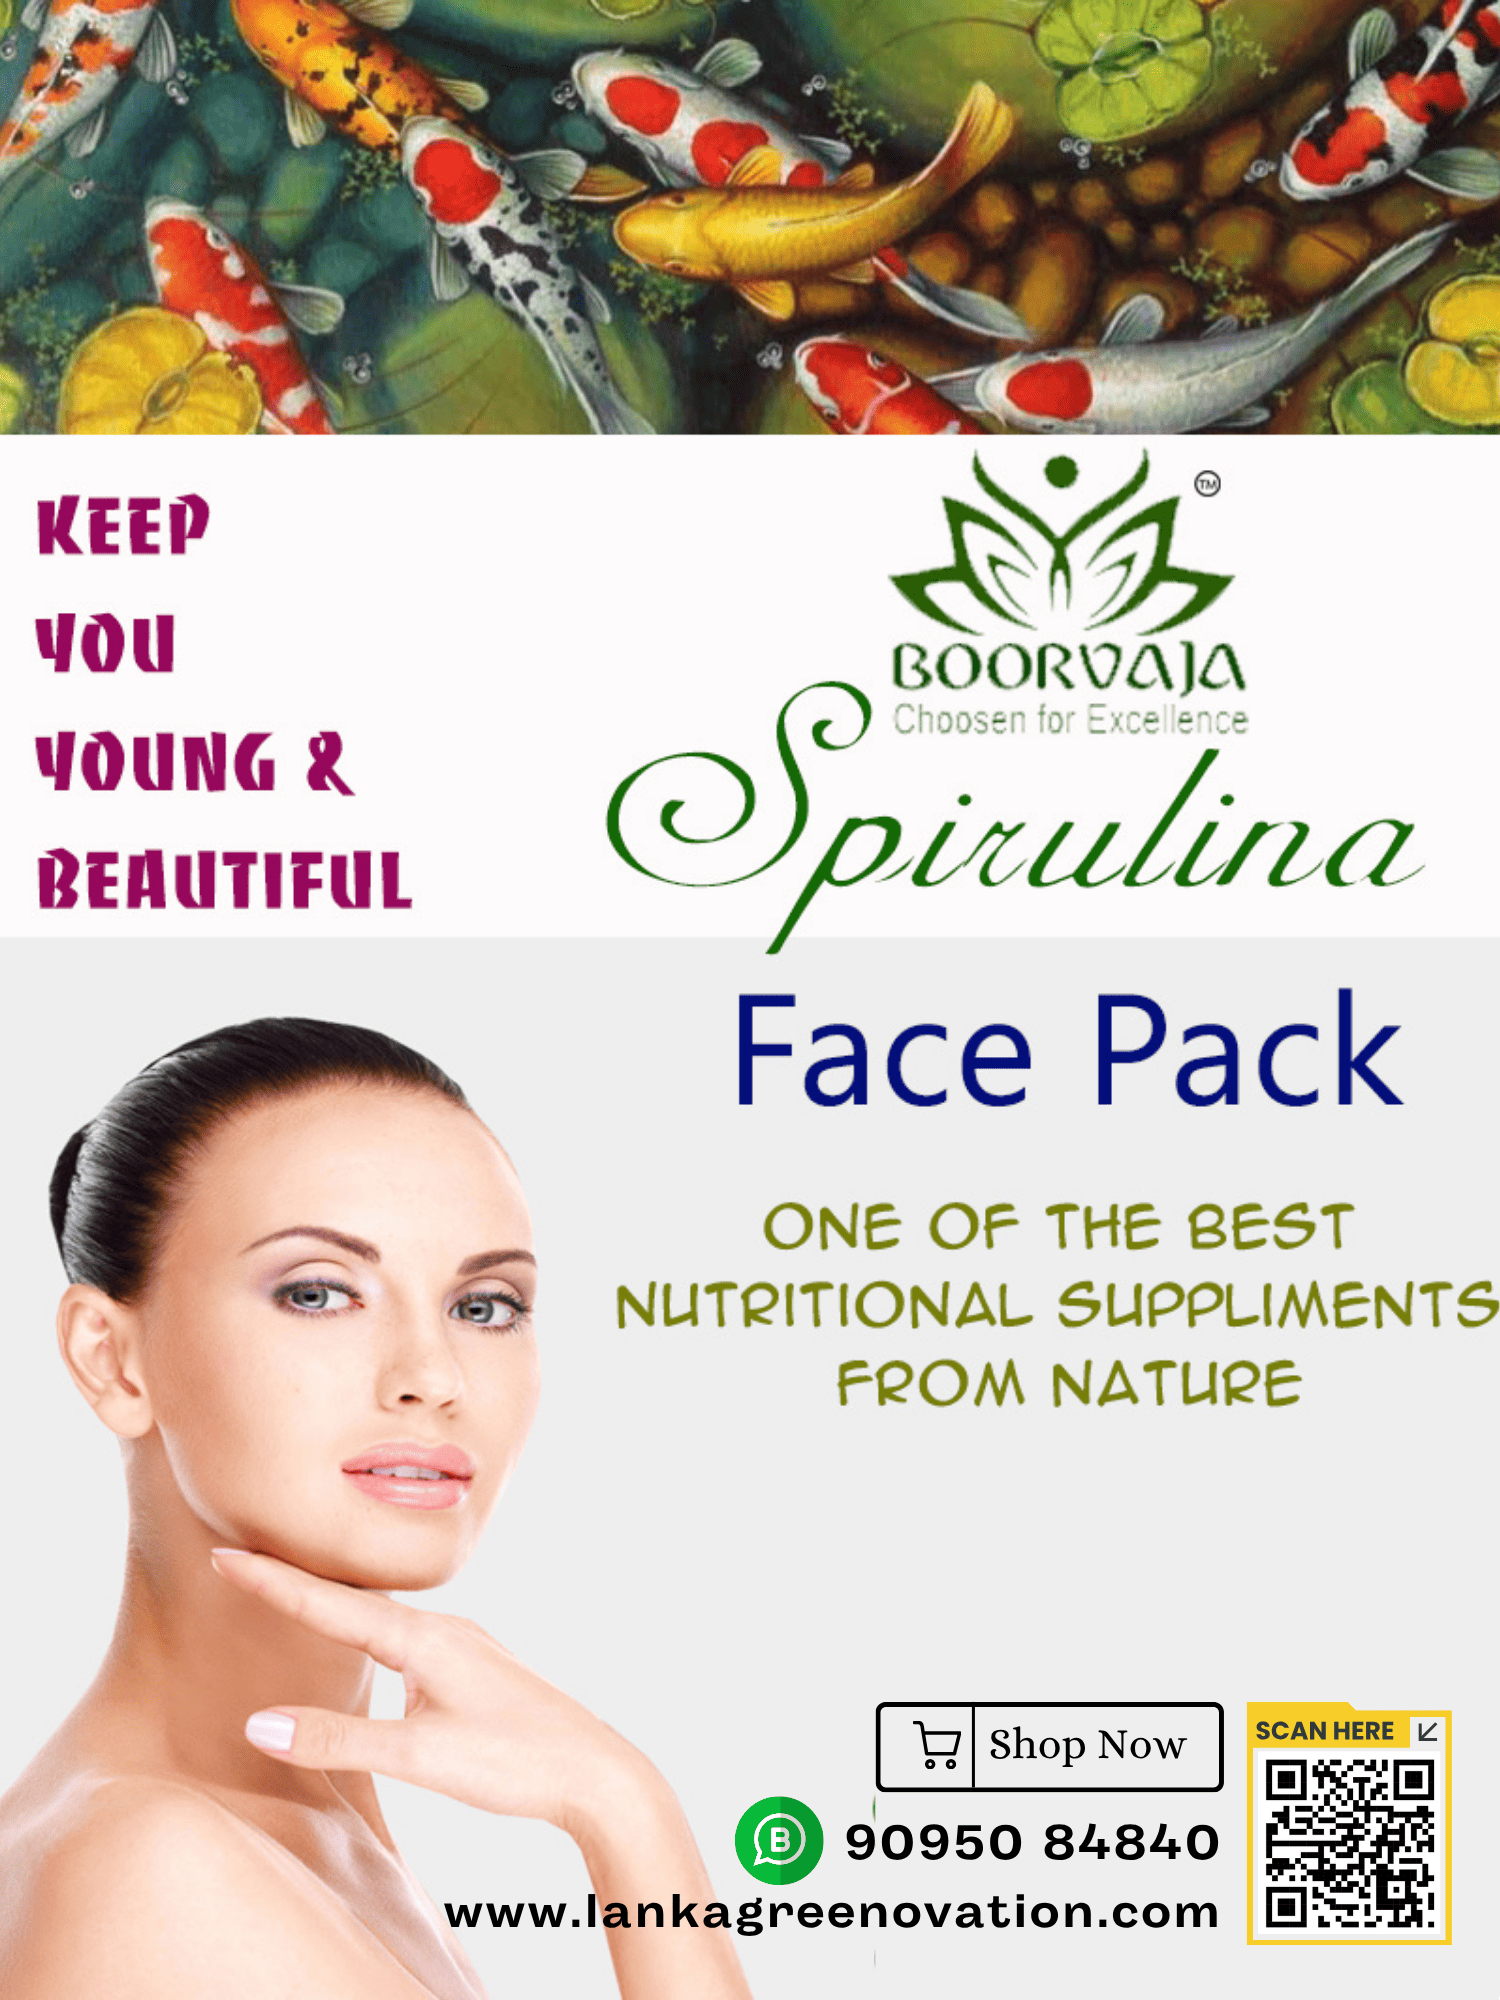 KEEP
YOU
YOUNG &
BEAUTIFUL
TM
BOORVAJA
Choosen for Excellence
Spirulina
Face Pack
ONE OF THE BEST
NUTRITIONAL SUPPLIMENTS
FROM NATURE
Shop Now
SCAN HERE
B
90950 84840
www.lankagreenovation.com